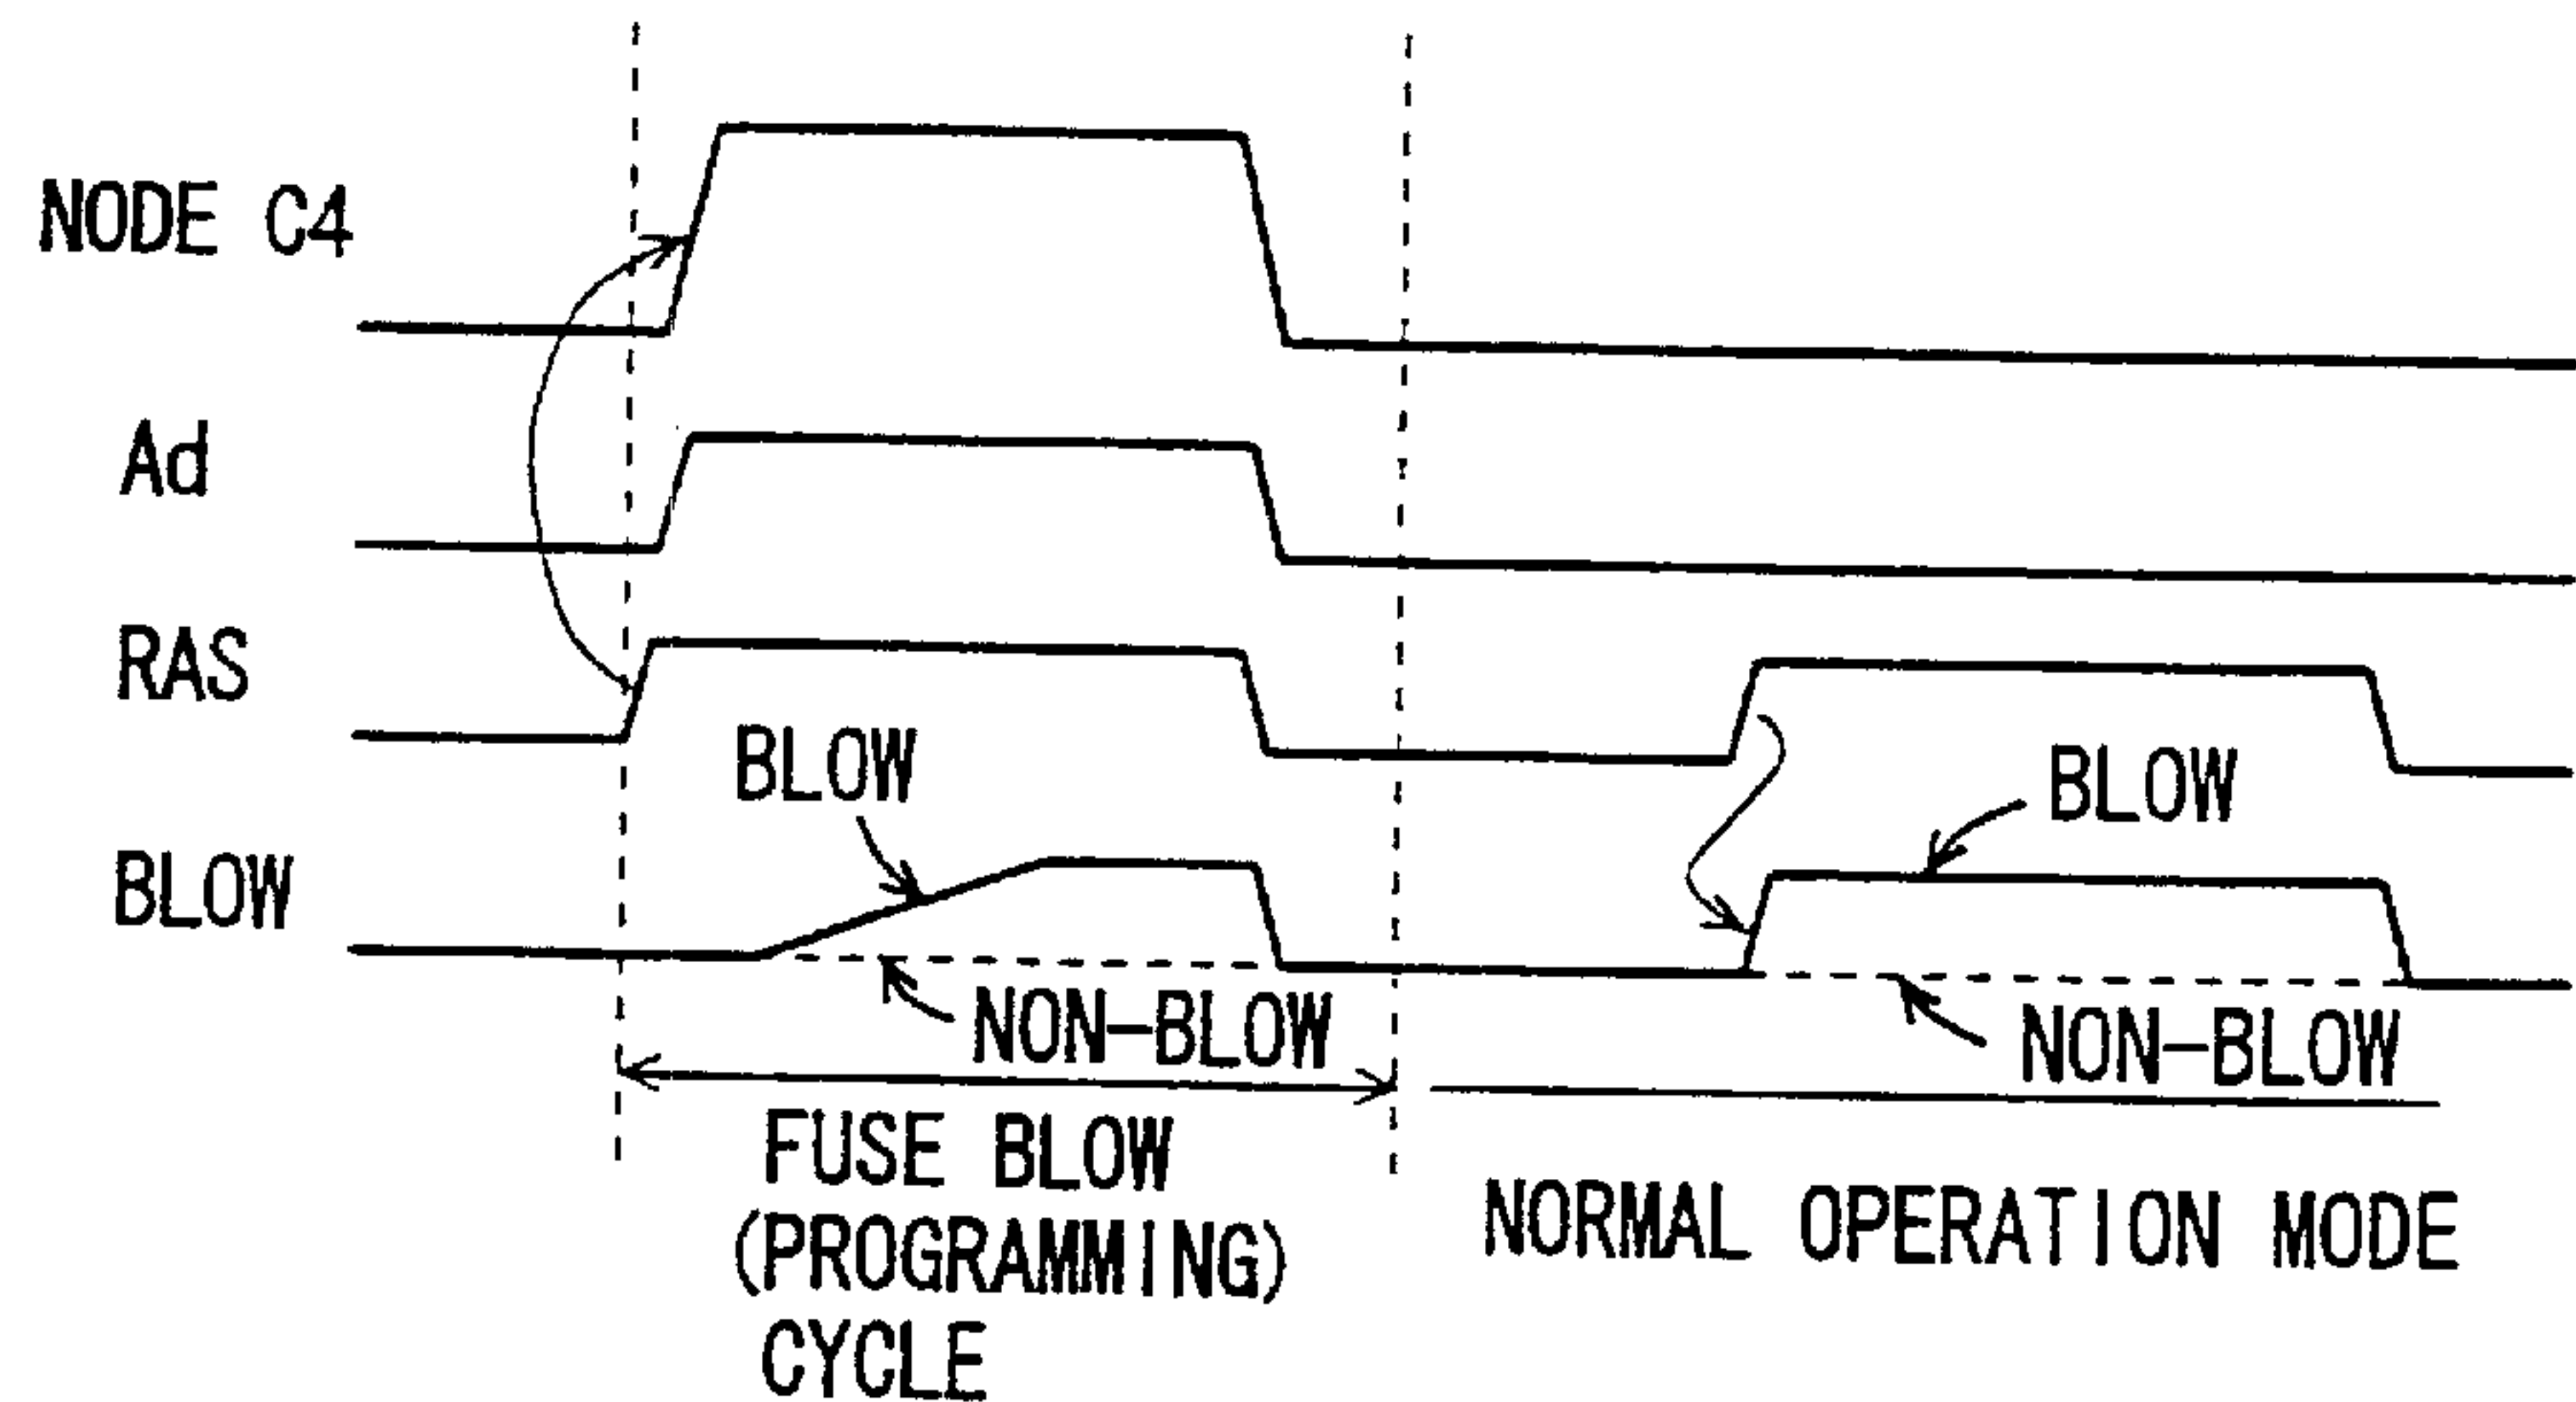 NODE C4
Ad
RAS
BLOW
BLOW
BLOW
NON-BLOW
NON-BLOW
FUSE BLOW
(PROGRAMMING)
CYCLE
NORMAL OPERATION MODE